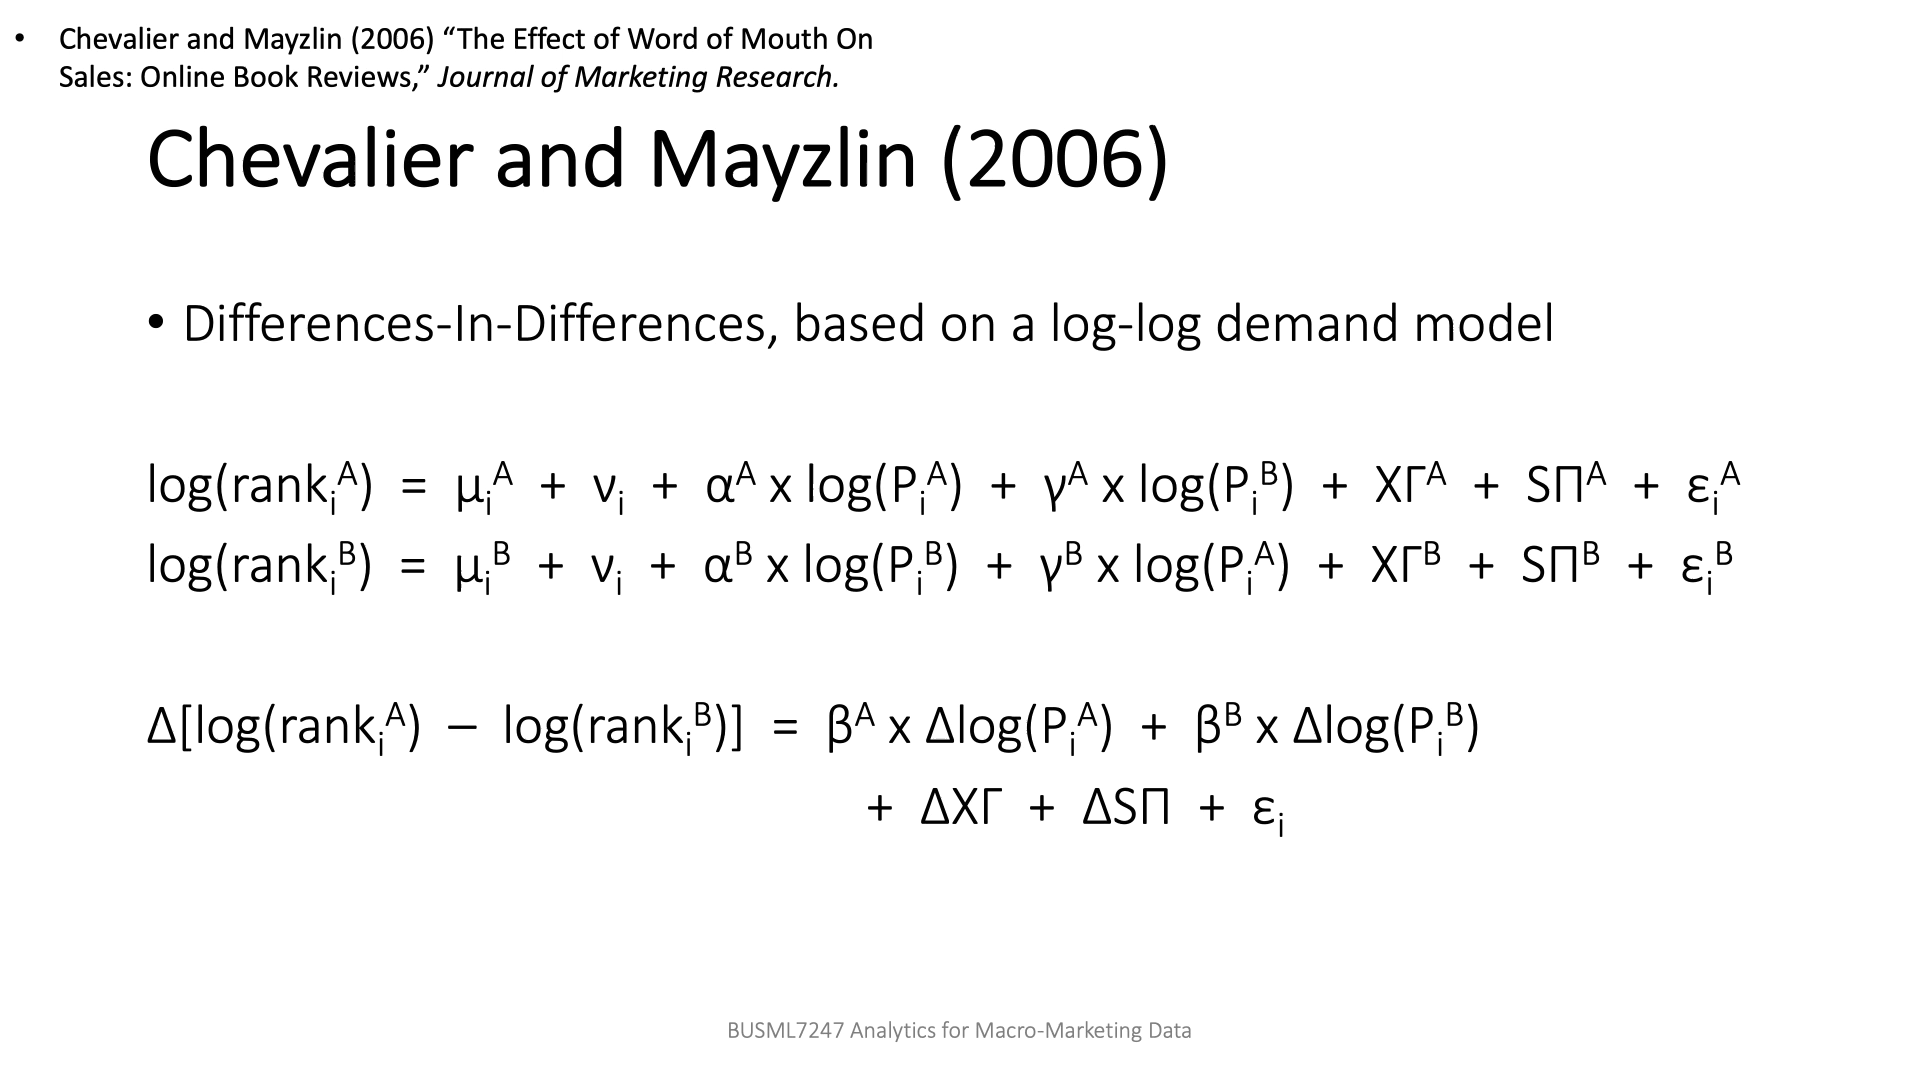 • Chevalier and Mayzlin (2006) “The Effect of Word of Mouth On
Sales: Online Book Reviews,” Journal of Marketing Research.
Chevalier and Mayzlin (2006)
• Differences-In-Differences, based on a log-log demand model
log(rankᵢᴬ) = μᵢᴬ + νᵢ + αᴬ x log(Pᵢᴬ) + γᴬ x log(Pᵢᴮ) + XΓᴬ + SΠᴬ + εᵢᴬ
log(rankᵢᴮ) = μᵢᴮ + νᵢ + αᴮ x log(Pᵢᴮ) + γᴮ x log(Pᵢᴬ) + XΓᴮ + SΠᴮ + εᵢᴮ
Δ[log(rankᵢᴬ) – log(rankᵢᴮ)] = βᴬ x Δlog(Pᵢᴬ) + βᴮ x Δlog(Pᵢᴮ)
+ ΔXΓ + ΔSΠ + εᵢ
BUSML7247 Analytics for Macro-Marketing Data